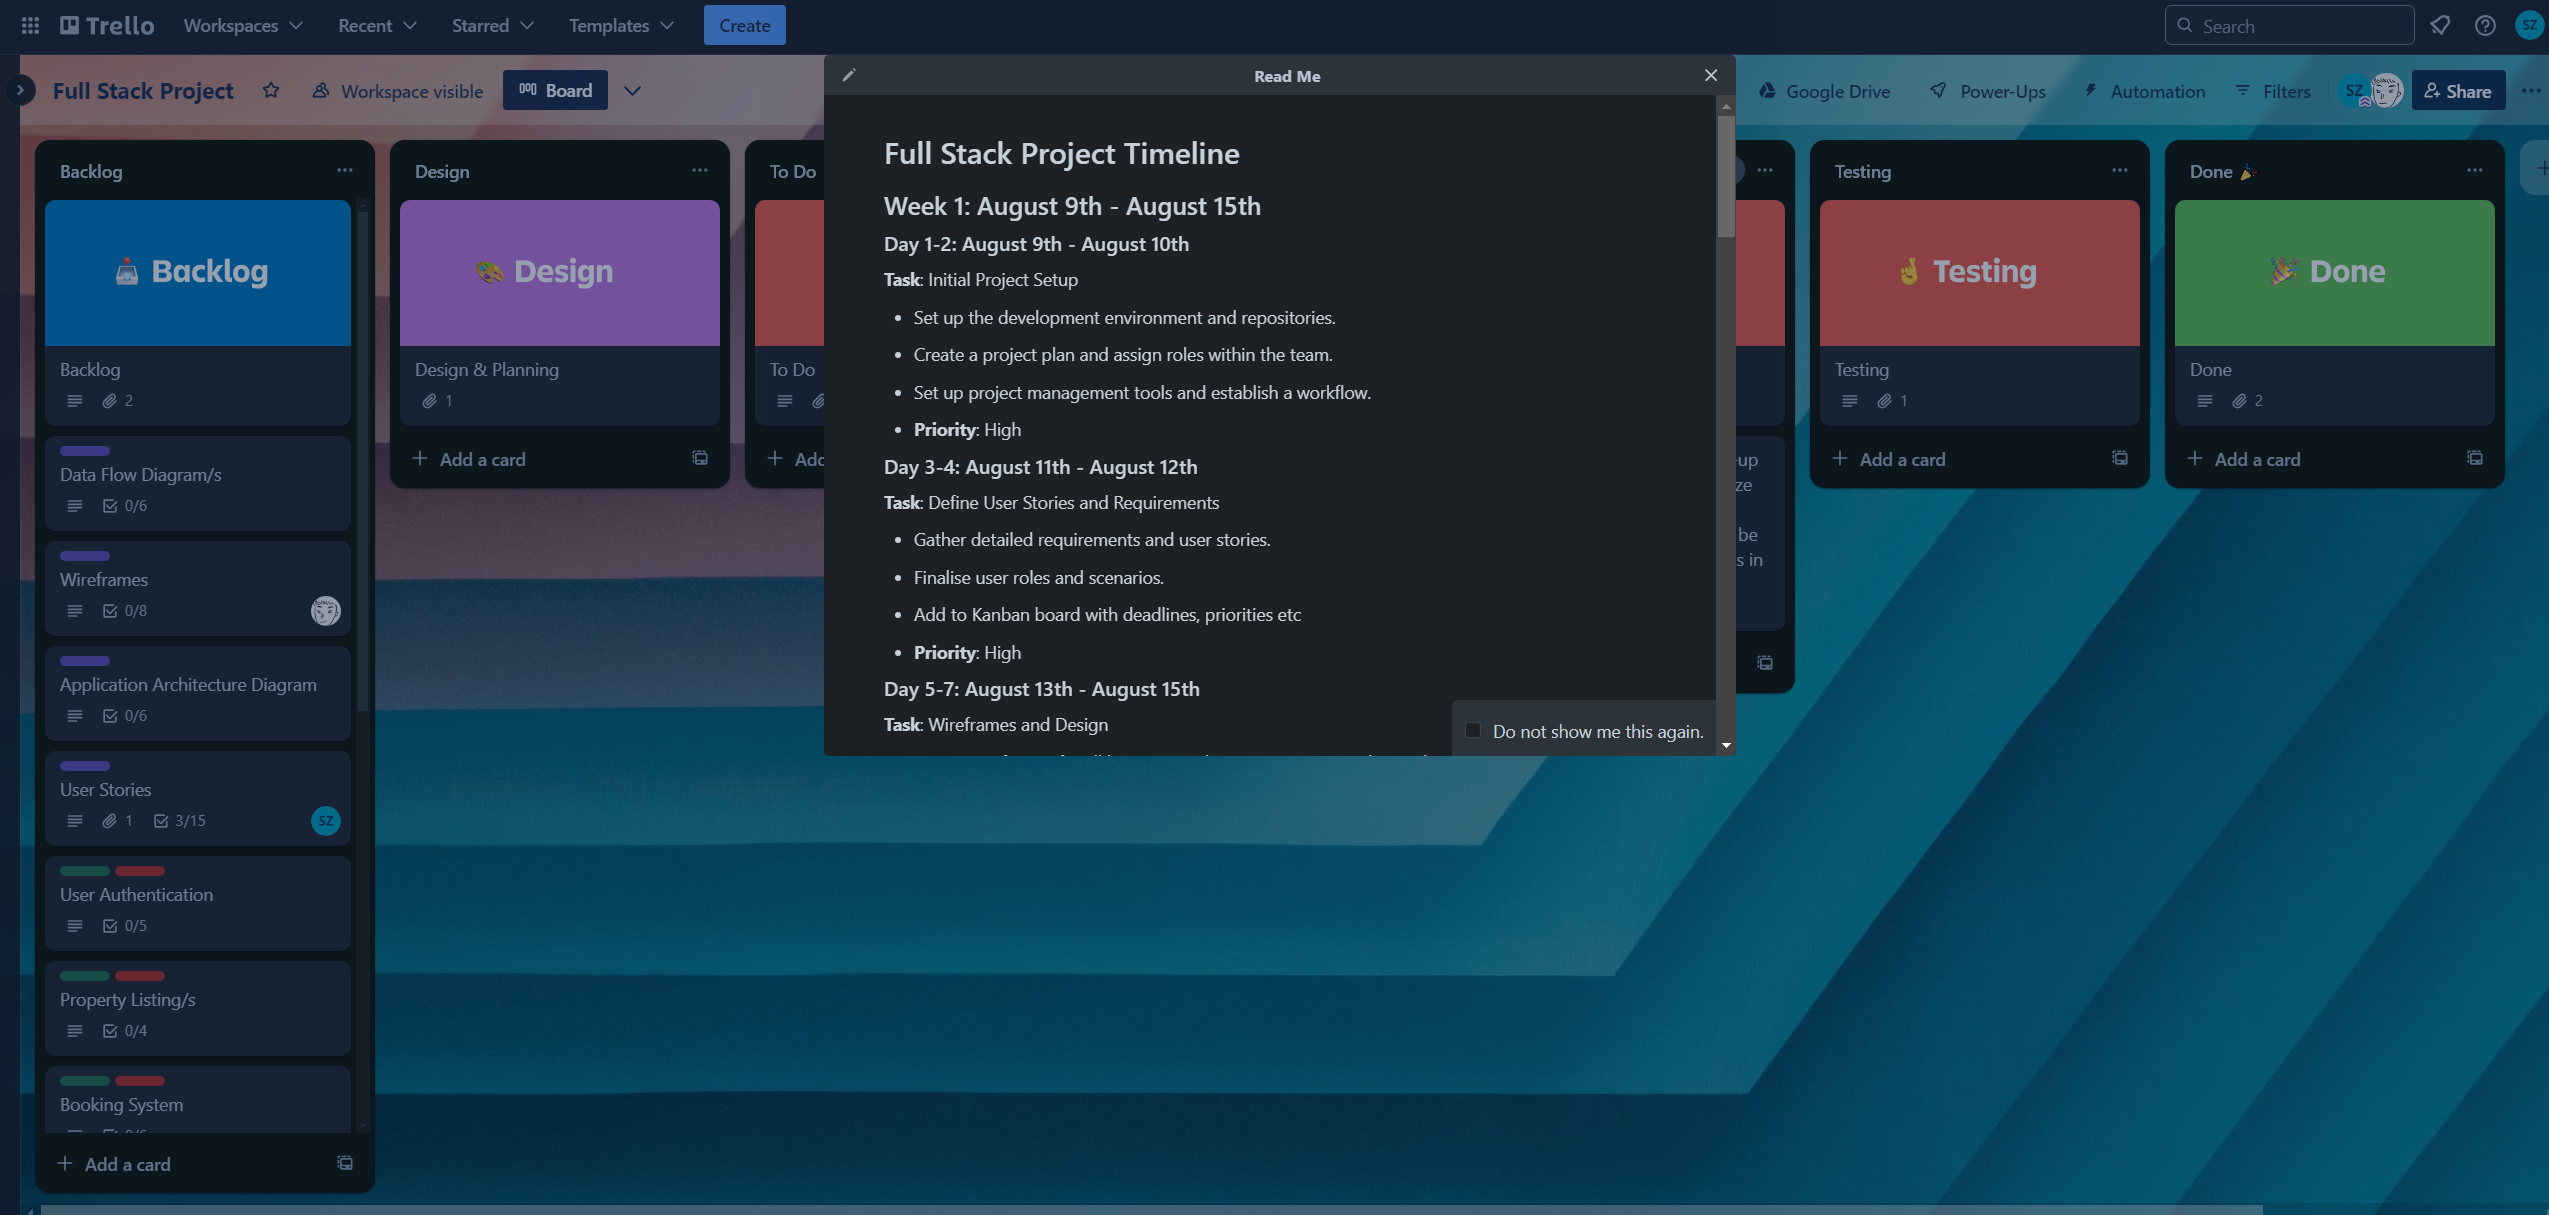 Trello
Workspaces
Recent
Starred
Templates
Create
Search
SZ
Full Stack Project
Workspace visible
Board
Google Drive
Power-Ups
Automation
Filters
SZ
Share
Read Me
Full Stack Project Timeline
Week 1: August 9th - August 15th
Day 1-2: August 9th - August 10th
Task: Initial Project Setup
• Set up the development environment and repositories.
• Create a project plan and assign roles within the team.
• Set up project management tools and establish a workflow.
• Priority: High
Day 3-4: August 11th - August 12th
Task: Define User Stories and Requirements
• Gather detailed requirements and user stories.
• Finalise user roles and scenarios.
• Add to Kanban board with deadlines, priorities etc
• Priority: High
Day 5-7: August 13th - August 15th
Task: Wireframes and Design
Do not show me this again.
Backlog
Backlog
Backlog
2
Data Flow Diagram/s
0/6
Wireframes
0/8
Application Architecture Diagram
0/6
User Stories
1
3/15
SZ
User Authentication
0/5
Property Listing/s
0/4
Booking System
+ Add a card
Design
Design
Design & Planning
1
+ Add a card
To Do
To Do
+ Add
-up
ze
be
s in
Testing
Testing
Testing
1
+ Add a card
Done
Done
Done
2
+ Add a card